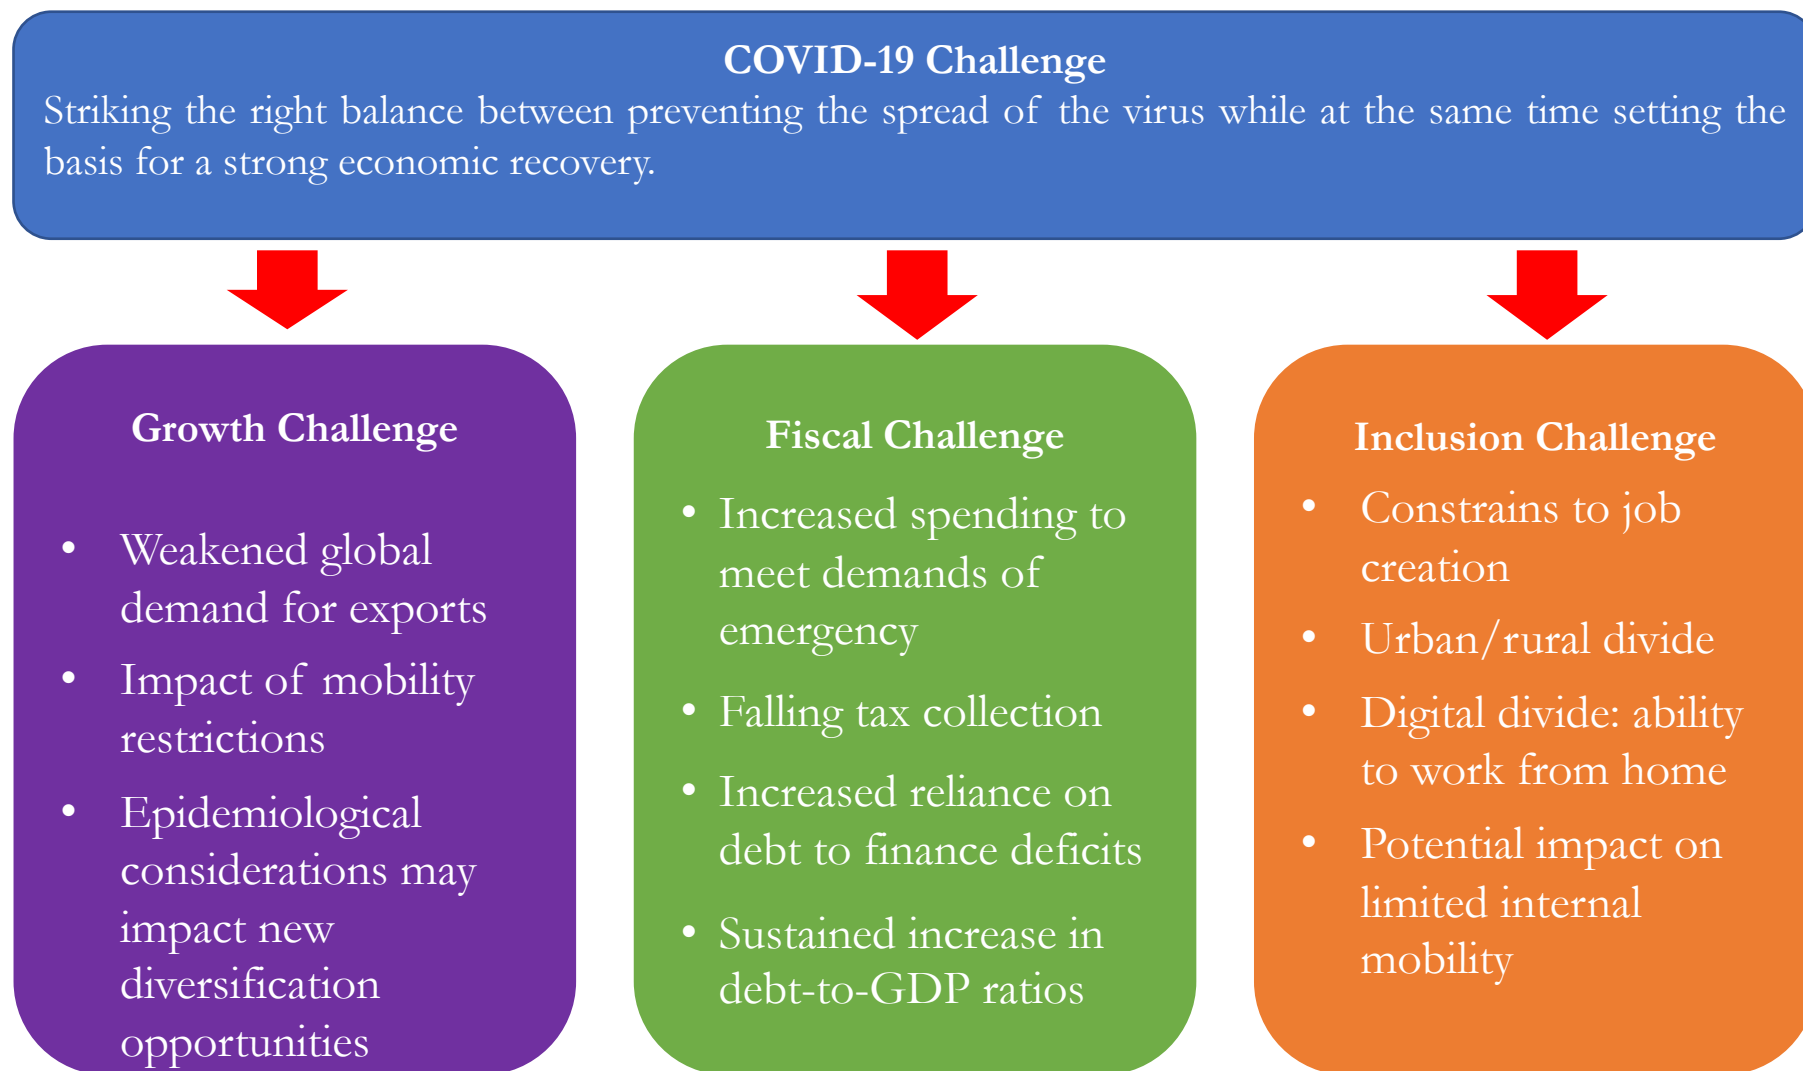 COVID-19 Challenge
Striking the right balance between preventing the spread of the virus while at the same time setting the
basis for a strong economic recovery.
Growth Challenge
• Weakened global
demand for exports
• Impact of mobility
restrictions
• Epidemiological
considerations may
impact new
diversification
opportunities
Fiscal Challenge
• Increased spending to
meet demands of
emergency
• Falling tax collection
• Increased reliance on
debt to finance deficits
• Sustained increase in
debt-to-GDP ratios
Inclusion Challenge
• Constrains to job
creation
• Urban/rural divide
• Digital divide: ability
to work from home
• Potential impact on
limited internal
mobility